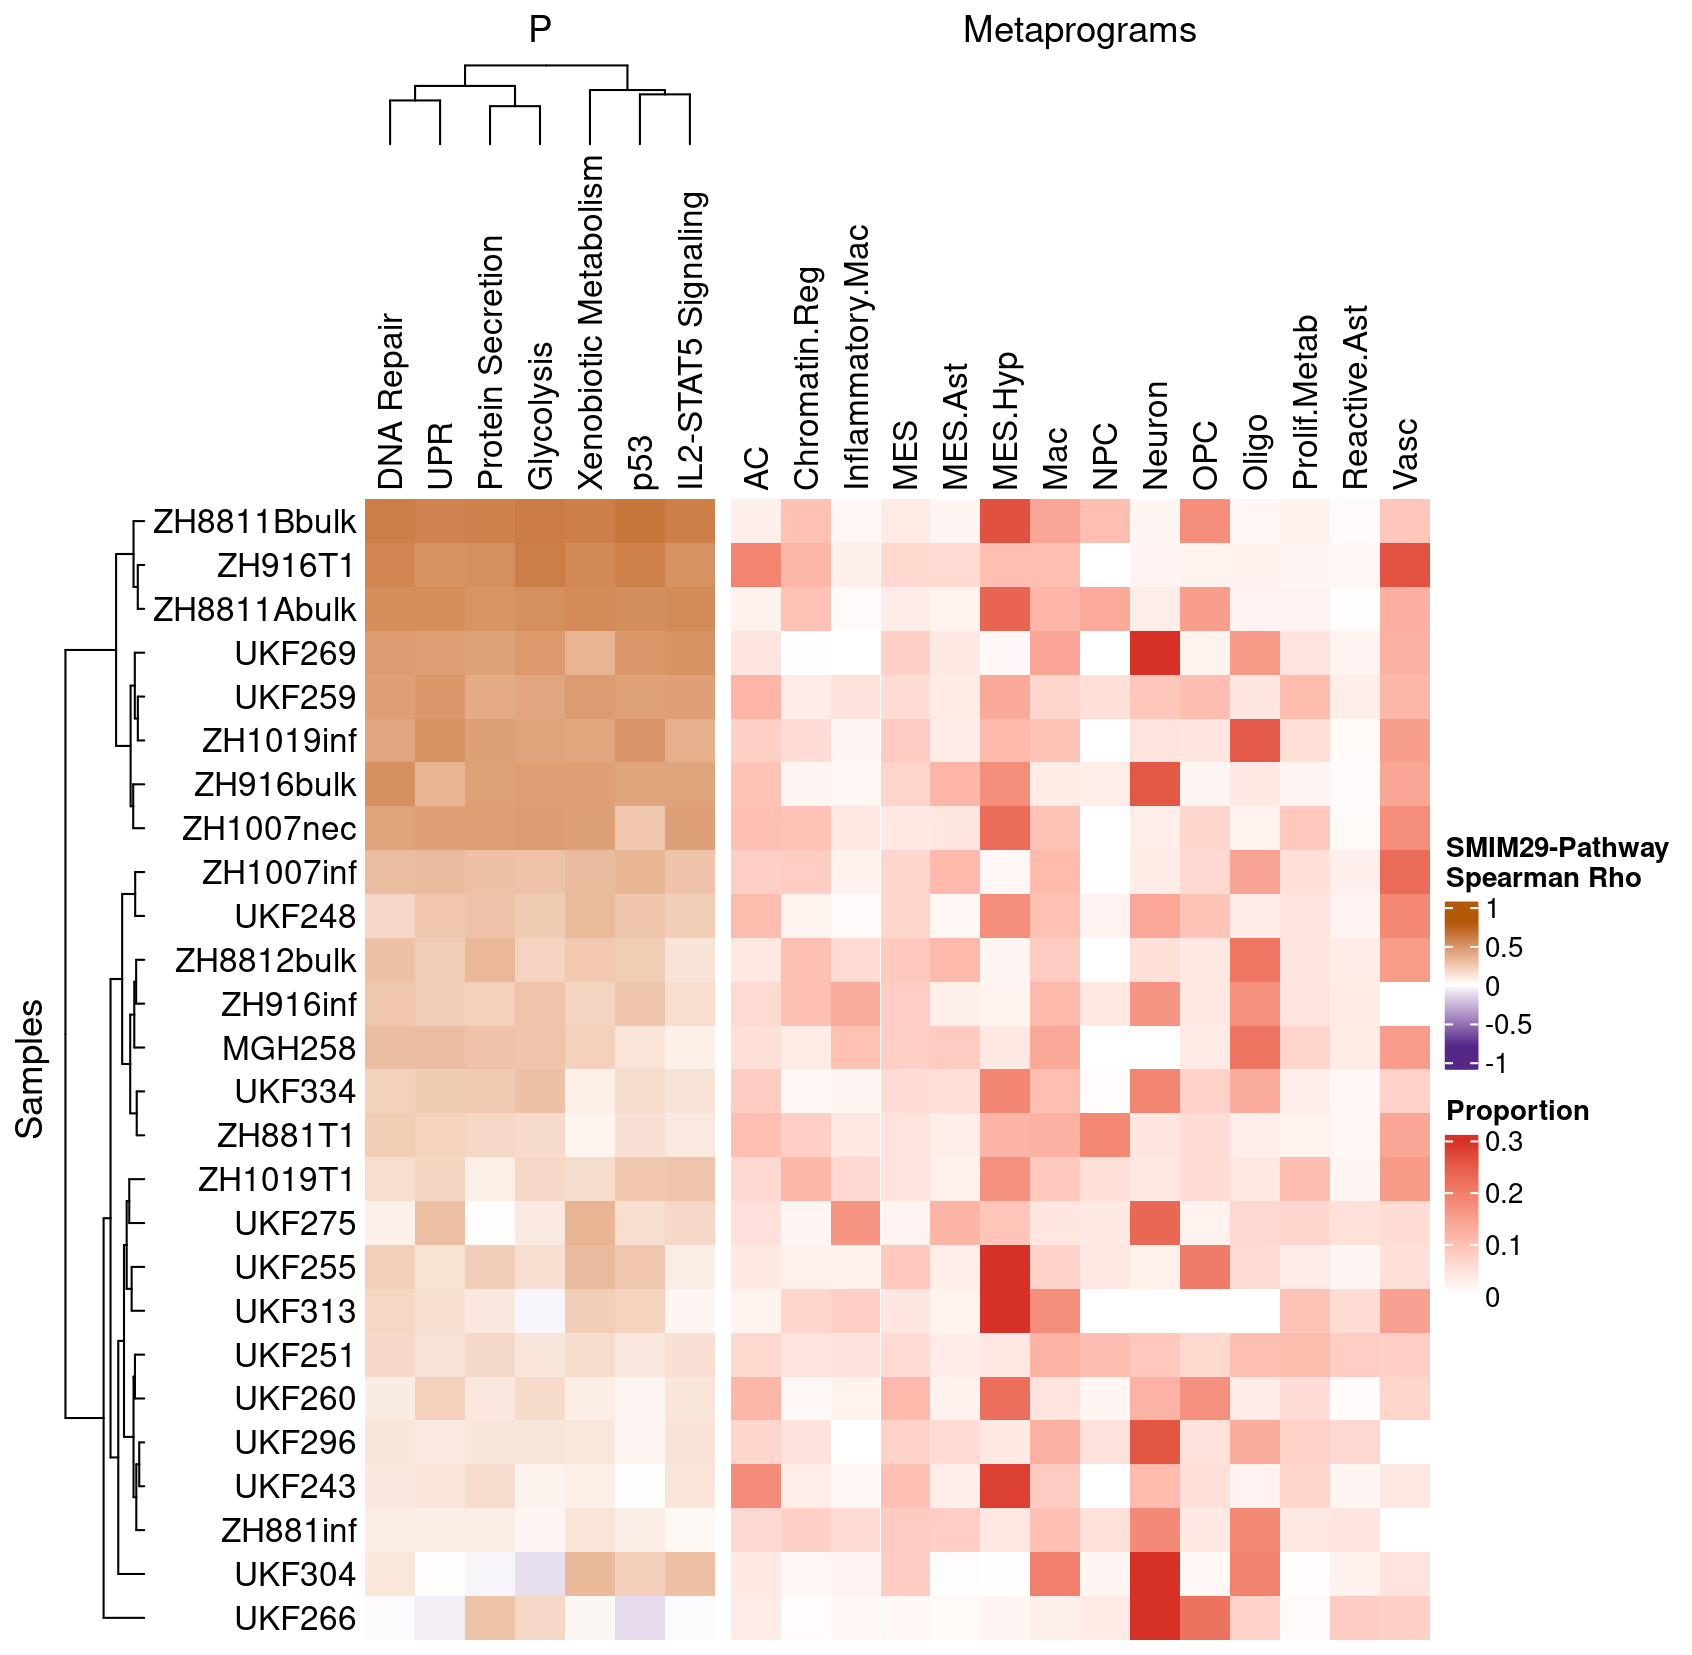 P
Metaprograms
DNA Repair
UPR
Protein Secretion
Glycolysis
Xenobiotic Metabolism
p53
IL2-STAT5 Signaling
AC
Chromatin.Reg
Inflammatory.Mac
MES
MES.Ast
MES.Hyp
Mac
NPC
Neuron
OPC
Oligo
Prolif.Metab
Reactive.Ast
Vasc
Samples
ZH8811Bbulk
ZH916T1
ZH8811Abulk
UKF269
UKF259
ZH1019inf
ZH916bulk
ZH1007nec
ZH1007inf
UKF248
ZH8812bulk
ZH916inf
MGH258
UKF334
ZH881T1
ZH1019T1
UKF275
UKF255
UKF313
UKF251
UKF260
UKF296
UKF243
ZH881inf
UKF304
UKF266
SMIM29-Pathway
Spearman Rho
1
0.5
0
-0.5
-1
Proportion
0.3
0.2
0.1
0